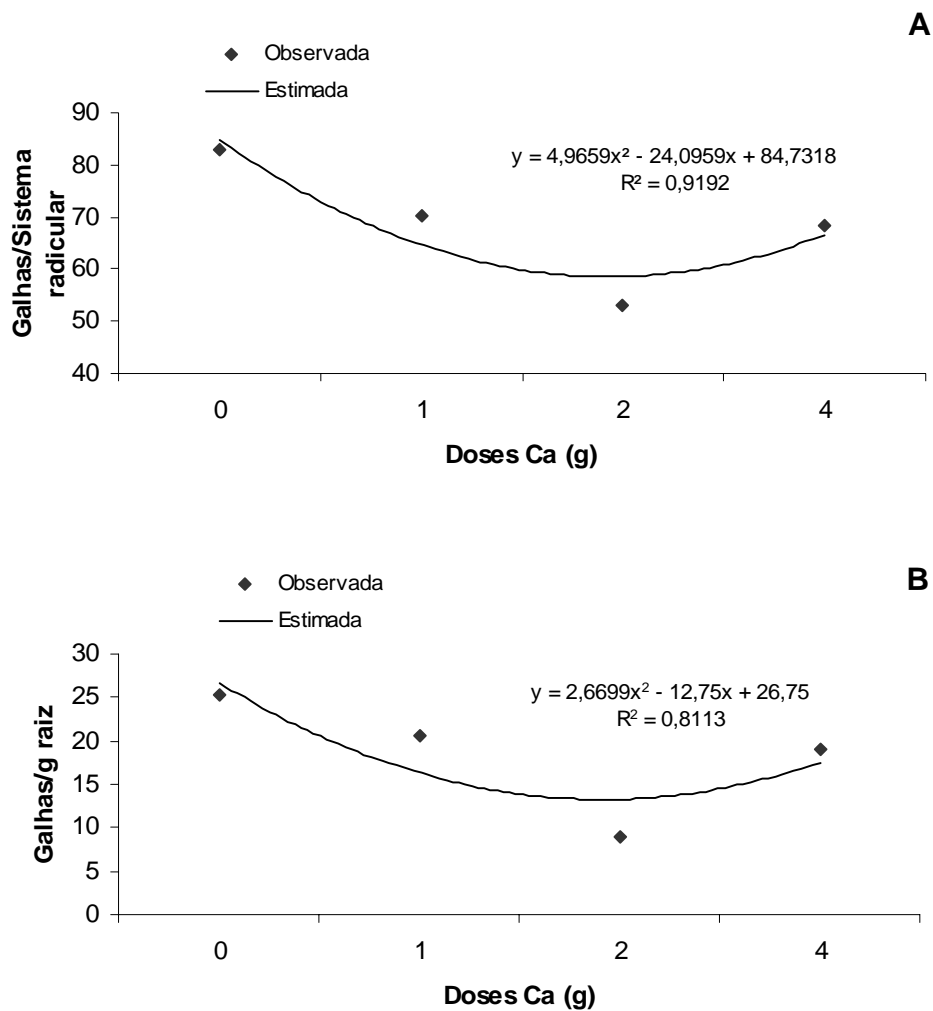 A
Observada
Estimada
90
80
70
60
50
40
y = 4,9659x² - 24,0959x + 84,7318
R² = 0,9192
Galhas/Sistema
radicular
0 1 2 4
Doses Ca (g)
B
Observada
Estimada
30
25
20
15
10
5
0
y = 2,6699x² - 12,75x + 26,75
R² = 0,8113
Galhas/g raiz
0 1 2 4
Doses Ca (g)